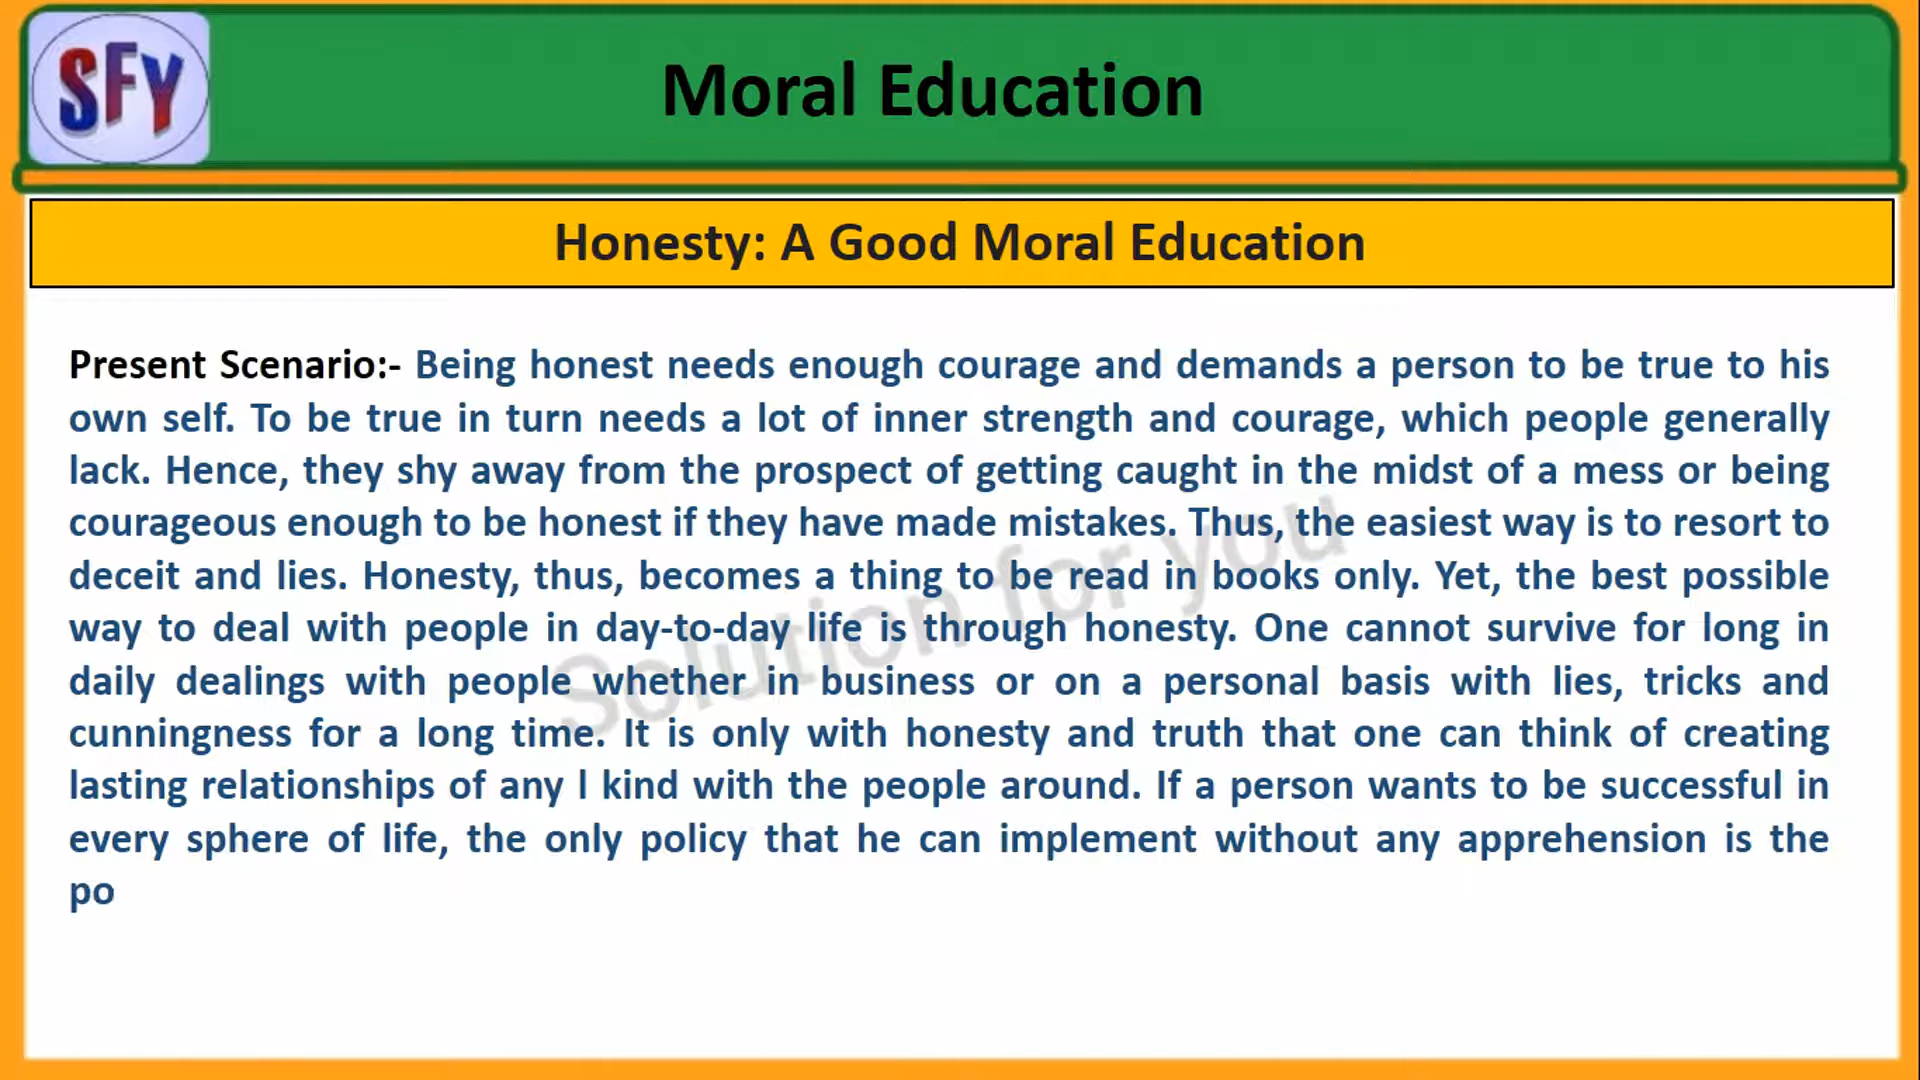 SFY
Moral Education
Honesty: A Good Moral Education
Present Scenario:- Being honest needs enough courage and demands a person to be true to his
own self. To be true in turn needs a lot of inner strength and courage, which people generally
lack. Hence, they shy away from the prospect of getting caught in the midst of a mess or being
courageous enough to be honest if they have made mistakes. Thus, the easiest way is to resort to
deceit and lies. Honesty, thus, becomes a thing to be read in books only. Yet, the best possible
way to deal with people in day-to-day life is through honesty. One cannot survive for long in
daily dealings with people whether in business or on a personal basis with lies, tricks and
cunningness for a long time. It is only with honesty and truth that one can think of creating
lasting relationships of any l kind with the people around. If a person wants to be successful in
every sphere of life, the only policy that he can implement without any apprehension is the
po
Solution for you